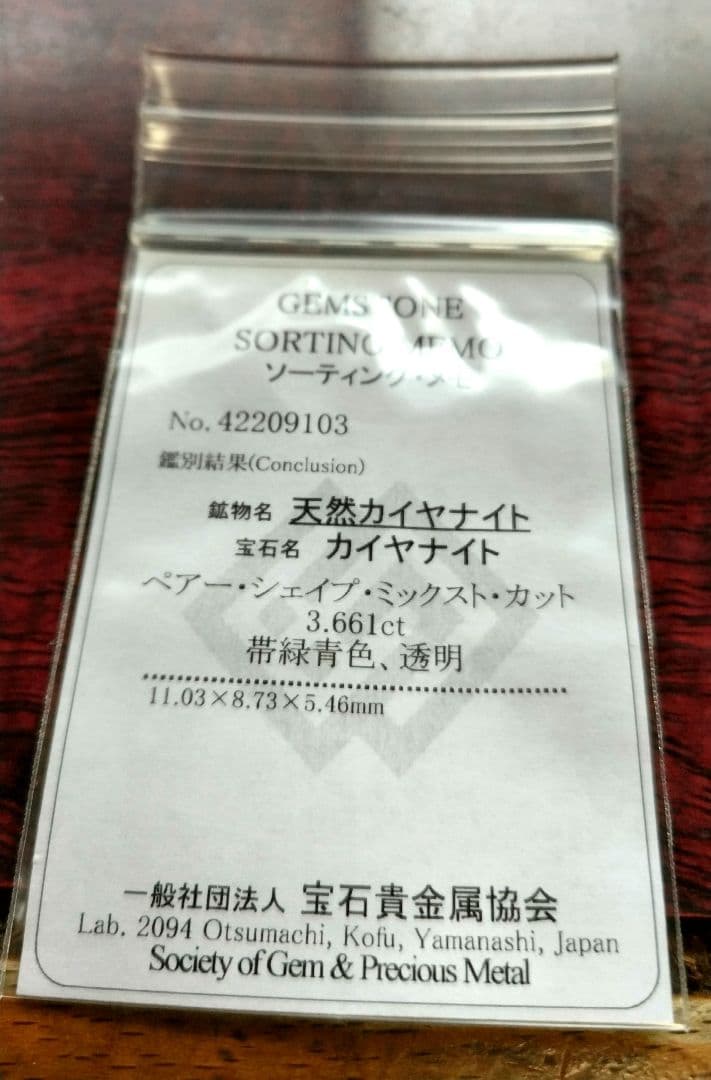 GEMSTONE
SORTING MEMO
ソーティング・メモ
No. 42209103
鑑別結果(Conclusion)
鉱物名 天然カイヤナイト
宝石名 カイヤナイト
ペアー・シェイプ・ミックスト・カット
3.661ct
帯緑青色、透明
11.03×8.73×5.46mm
一般社団法人 宝石貴金属協会
Lab. 2094 Otsumachi, Kofu, Yamanashi, Japan
Society of Gem & Precious Metal